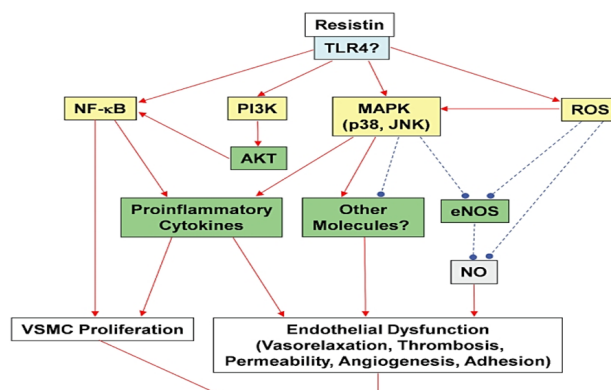 Resistin
TLR4?
NF-κB
PI3K
MAPK
(p38, JNK)
ROS
AKT
Proinflammatory
Cytokines
Other
Molecules?
eNOS
NO
VSMC Proliferation
Endothelial Dysfunction
(Vasorelaxation, Thrombosis,
Permeability, Angiogenesis, Adhesion)